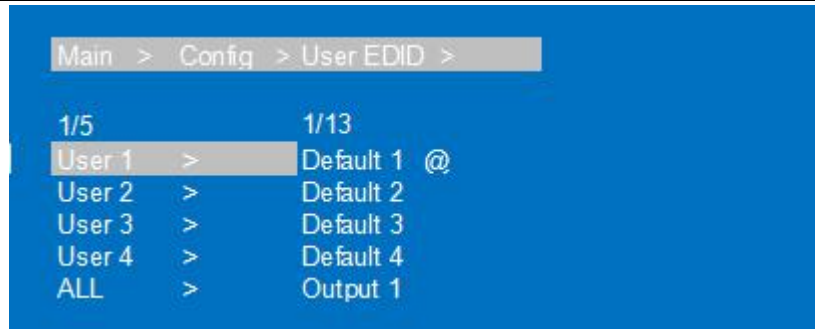 Main > Config > User EDID >
1/5 1/13
User 1 > Default 1 @
User 2 > Default 2
User 3 > Default 3
User 4 > Default 4
ALL > Output 1